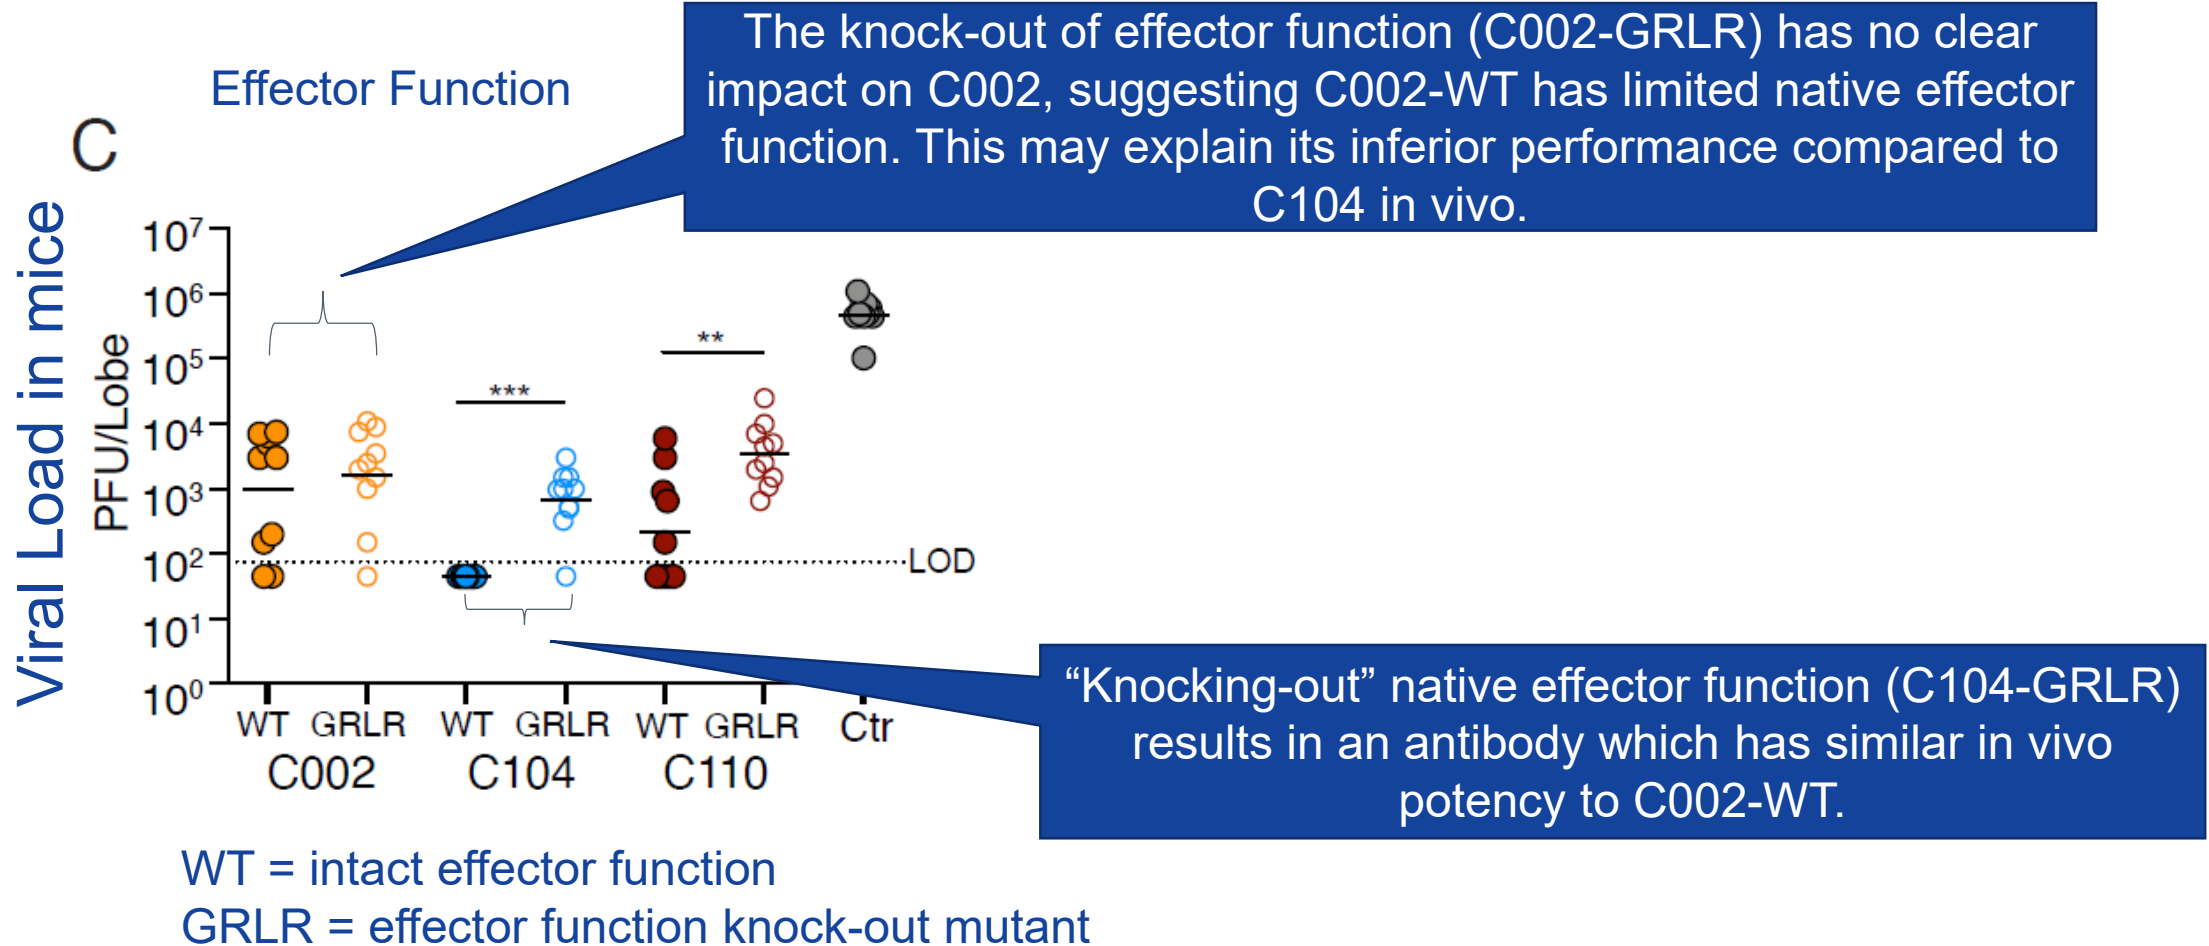 The knock-out of effector function (C002-GRLR) has no clear
impact on C002, suggesting C002-WT has limited native effector
function. This may explain its inferior performance compared to
C104 in vivo.
Effector Function
C
Viral Load in mice
PFU/Lobe
10⁷
10⁶
10⁵
10⁴
10³
10²
10¹
10⁰
***
**
LOD
WT GRLR WT GRLR WT GRLR Ctr
C002 C104 C110
“Knocking-out” native effector function (C104-GRLR)
results in an antibody which has similar in vivo
potency to C002-WT.
WT = intact effector function
GRLR = effector function knock-out mutant